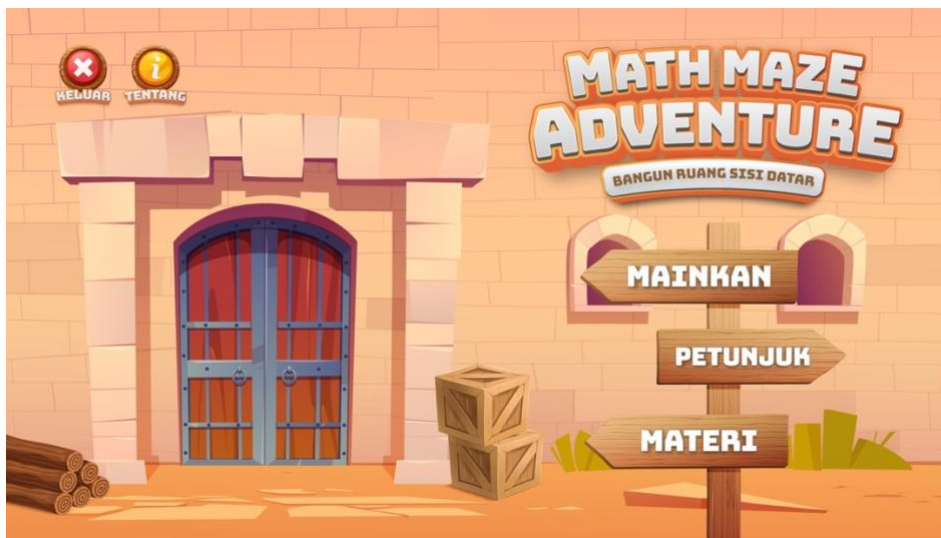 KELUAR
TENTANG
MATH MAZE
ADVENTURE
BANGUN RUANG SISI DATAR
MAINKAN
PETUNJUK
MATERI